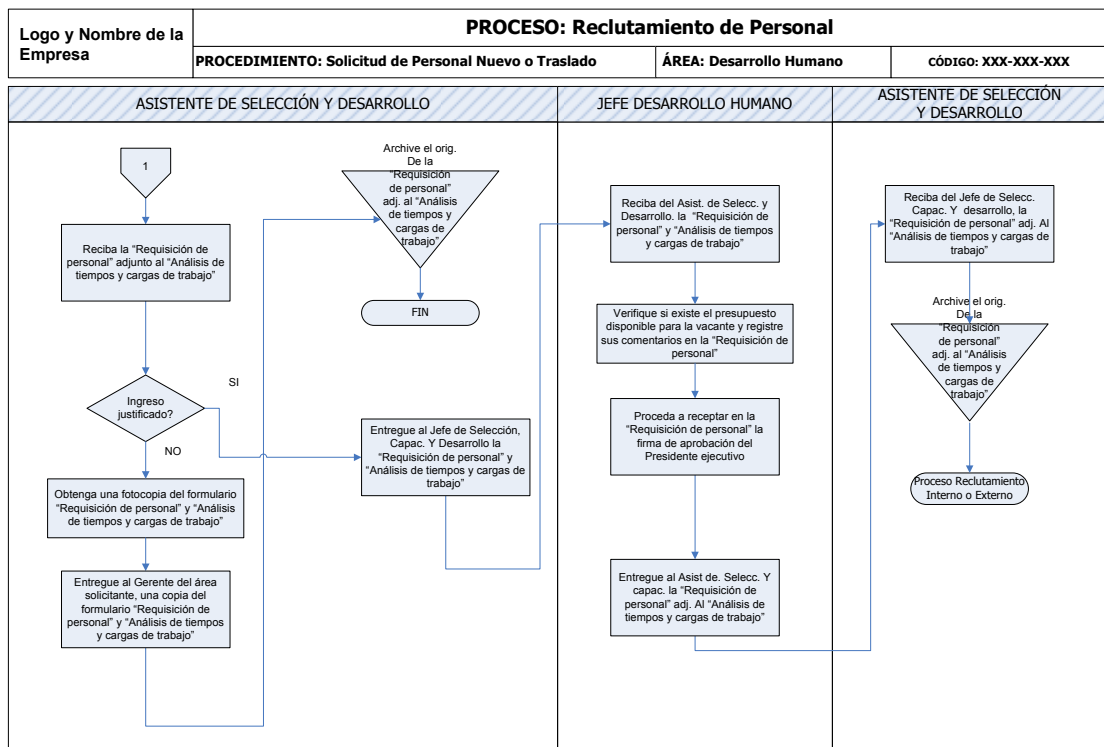 Logo y Nombre de la
Empresa
PROCESO: Reclutamiento de Personal
PROCEDIMIENTO: Solicitud de Personal Nuevo o Traslado
ÁREA: Desarrollo Humano
CÓDIGO: XXX-XXX-XXX
ASISTENTE DE SELECCIÓN Y DESARROLLO
JEFE DESARROLLO HUMANO
ASISTENTE DE SELECCIÓN
Y DESARROLLO
1
Reciba la “Requisición de
personal” adjunto al “Análisis de
tiempos y cargas de trabajo”
Ingreso
justificado?
SI
NO
Obtenga una fotocopia del formulario
“Requisición de personal” y “Análisis
de tiempos y cargas de trabajo”
Entregue al Gerente del área
solicitante, una copia del
formulario “Requisición de
personal” y “Análisis de tiempos
y cargas de trabajo”
Archive el orig.
De la
“Requisición
de personal”
adj. al “Análisis
de tiempos y
cargas de
trabajo”
FIN
Entregue al Jefe de Selección,
Capac. Y Desarrollo la
“Requisición de personal” y
“Análisis de tiempos y cargas de
trabajo”
Reciba del Asist. de Selecc. y
Desarrollo. la “Requisición de
personal” y “Análisis de tiempos
y cargas de trabajo”
Verifique si existe el presupuesto
disponible para la vacante y registre
sus comentarios en la “Requisición de
personal”
Proceda a receptar en la
“Requisición de personal” la
firma de aprobación del
Presidente ejecutivo
Entregue al Asist de. Selecc. Y
capac. la “Requisición de
personal” adj. Al “Análisis de
tiempos y cargas de trabajo”
Reciba del Jefe de Selecc.
Capac. Y desarrollo, la
“Requisición de personal” adj. Al
“Análisis de tiempos y cargas de
trabajo”
Archive el orig.
De la
“Requisición
de personal”
adj. al “Análisis
de tiempos y
cargas de
trabajo”
Proceso Reclutamiento
Interno o Externo